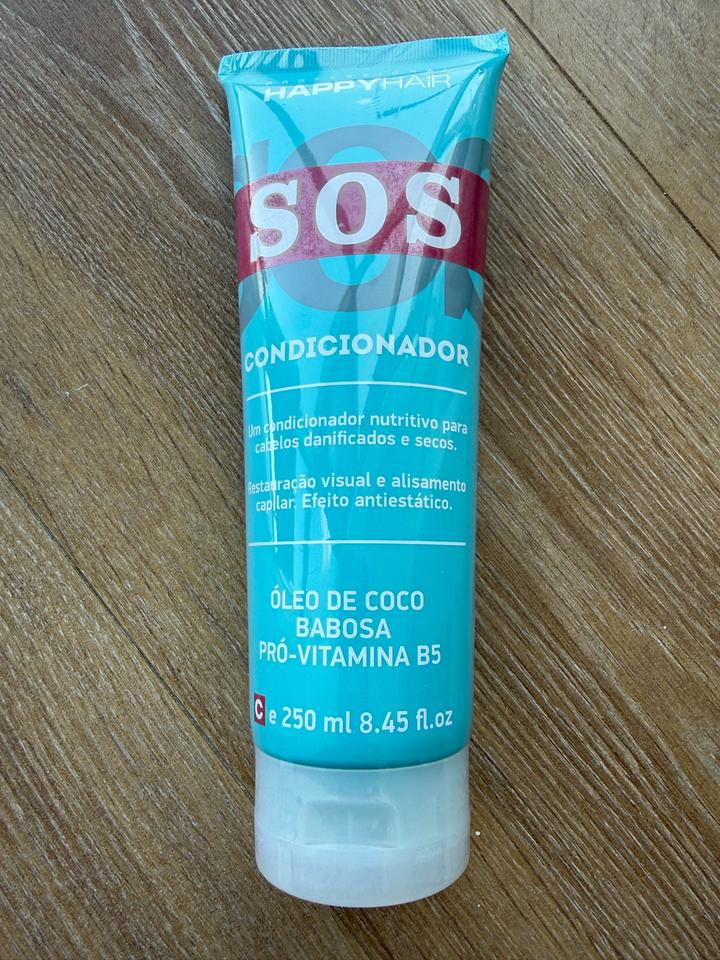 PROFESSIONAL
HAPPYHAIR
SOS
CONDICIONADOR
Um condicionador nutritivo para
cabelos danificados e secos.
Restauração visual e alisamento
capilar. Efeito antiestático.
ÓLEO DE COCO
BABOSA
PRÓ-VITAMINA B5
C e 250 ml 8.45 fl.oz